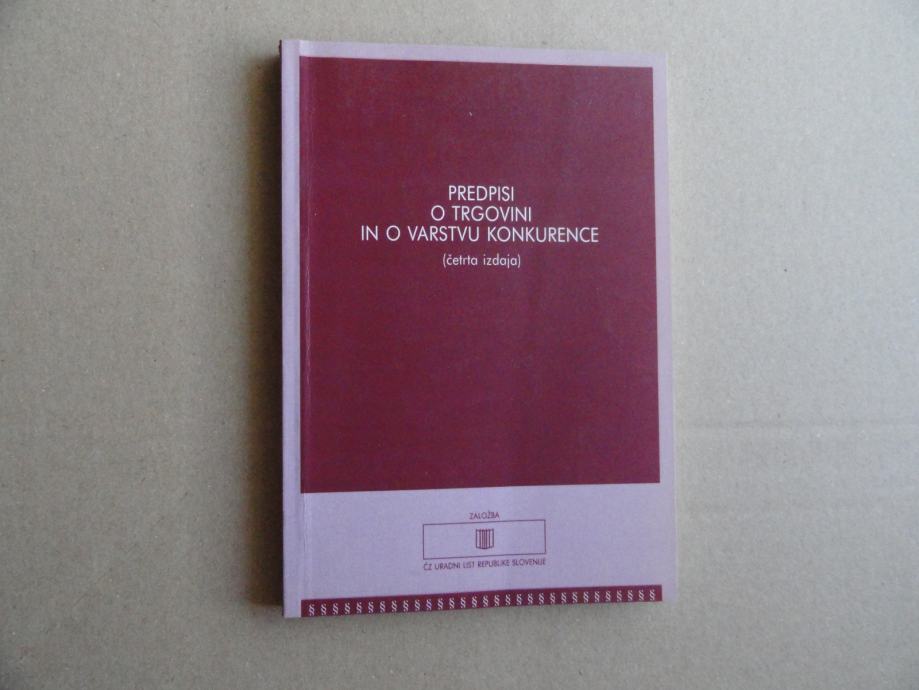 PREDPISI
O TRGOVINI
IN O VARSTVU KONKURENCE
(četrta izdaja)
ZALOŽBA
ČZ URADNI LIST REPUBLIKE SLOVENIJE
§ § § § § § § § § § § § § § § § § § § § § § § § § § § § § §